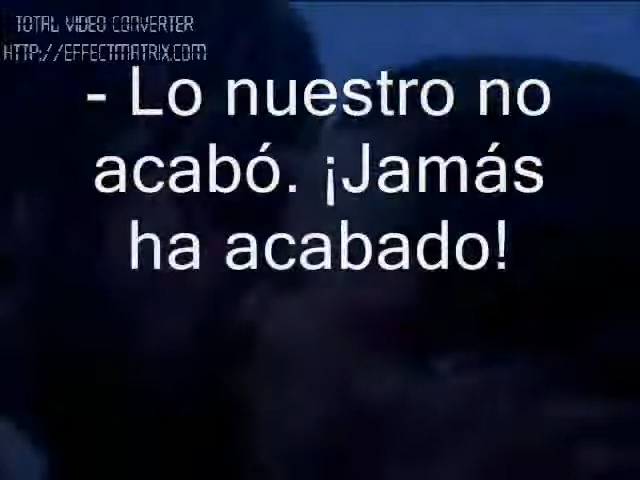 TOTAL VIDEO CONVERTER
HTTP://EFFECTMATRIX.COM
- Lo nuestro no
acabó. ¡Jamás
ha acabado!